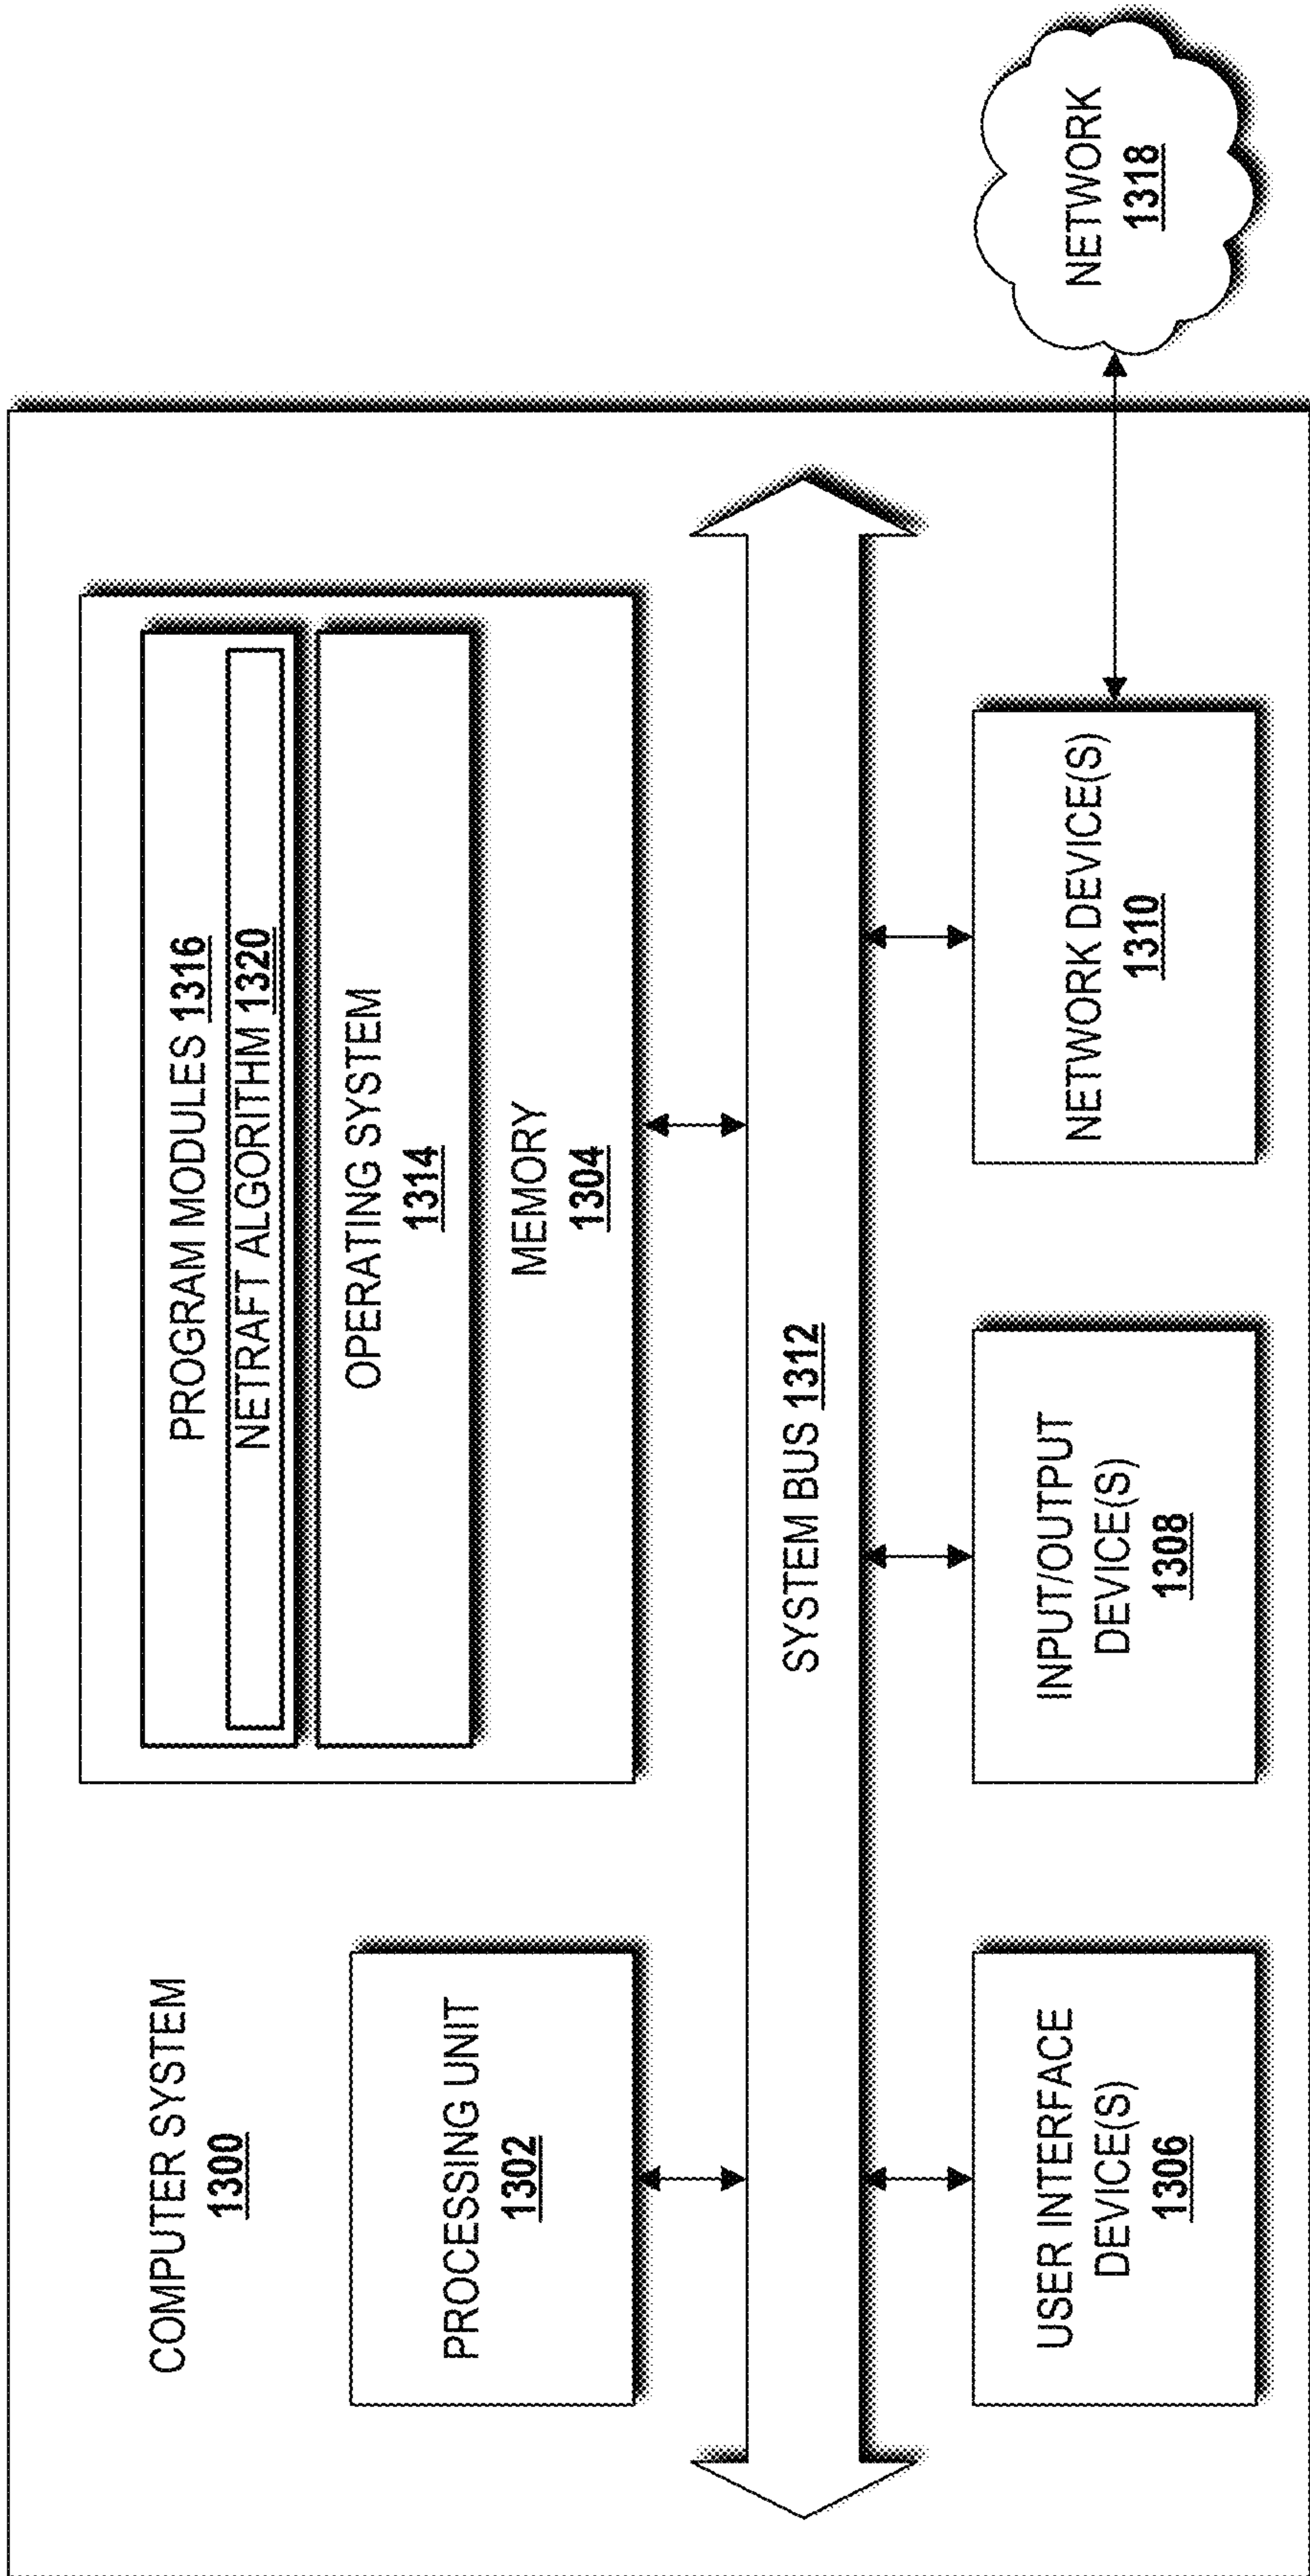 COMPUTER SYSTEM
1300
PROGRAM MODULES 1316
NETRAFT ALGORITHM 1320
OPERATING SYSTEM
1314
MEMORY
1304
PROCESSING UNIT
1302
SYSTEM BUS 1312
USER INTERFACE
DEVICE(S)
1306
INPUT/OUTPUT
DEVICE(S)
1308
NETWORK DEVICE(S)
1310
NETWORK
1318